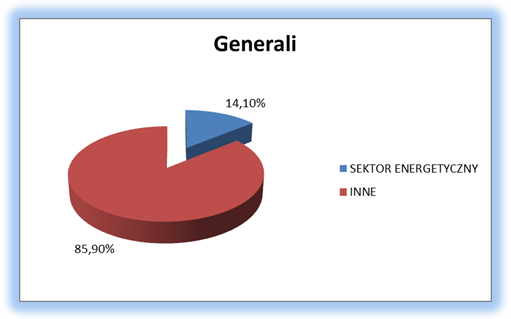 Generali
14,10%
SEKTOR ENERGETYCZNY
INNE
85,90%